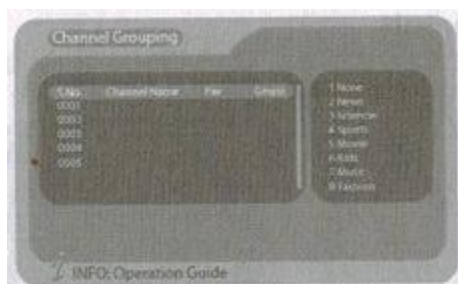 Channel Grouping
S.No. Channel Name Fav Group
0001
0002
0003
0004
0005
1 None
2 News
3 Science
4 Sports
5 Movie
6 Kids
7 Music
8 Fashion
INFO: Operation Guide